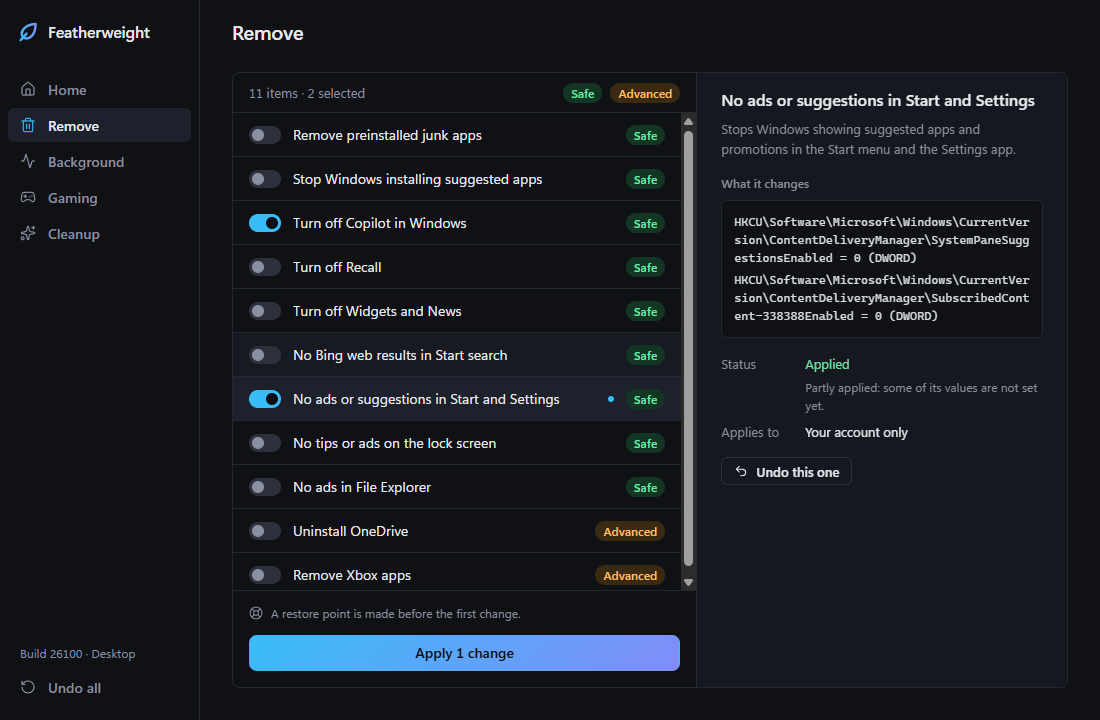 Featherweight
Home
Remove
Background
Gaming
Cleanup
Build 26100 · Desktop
Undo all
Remove
11 items · 2 selected
Safe
Advanced
Remove preinstalled junk apps
Safe
Stop Windows installing suggested apps
Safe
Turn off Copilot in Windows
Safe
Turn off Recall
Safe
Turn off Widgets and News
Safe
No Bing web results in Start search
Safe
No ads or suggestions in Start and Settings
Safe
No tips or ads on the lock screen
Safe
No ads in File Explorer
Safe
Uninstall OneDrive
Advanced
Remove Xbox apps
Advanced
A restore point is made before the first change.
Apply 1 change
No ads or suggestions in Start and Settings
Stops Windows showing suggested apps and
promotions in the Start menu and the Settings app.
What it changes
HKCU\Software\Microsoft\Windows\CurrentVer
sion\ContentDeliveryManager\SystemPaneSugg
estionsEnabled = 0 (DWORD)
HKCU\Software\Microsoft\Windows\CurrentVer
sion\ContentDeliveryManager\SubscribedCont
ent-338388Enabled = 0 (DWORD)
Status
Applied
Partly applied: some of its values are not set
yet.
Applies to
Your account only
Undo this one